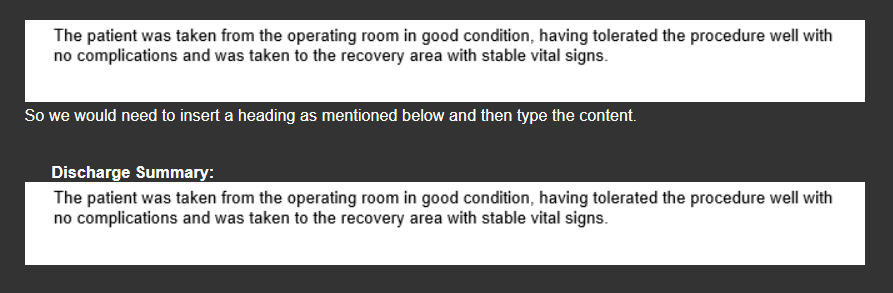 The patient was taken from the operating room in good condition, having tolerated the procedure well with
no complications and was taken to the recovery area with stable vital signs.
So we would need to insert a heading as mentioned below and then type the content.
Discharge Summary:
The patient was taken from the operating room in good condition, having tolerated the procedure well with
no complications and was taken to the recovery area with stable vital signs.